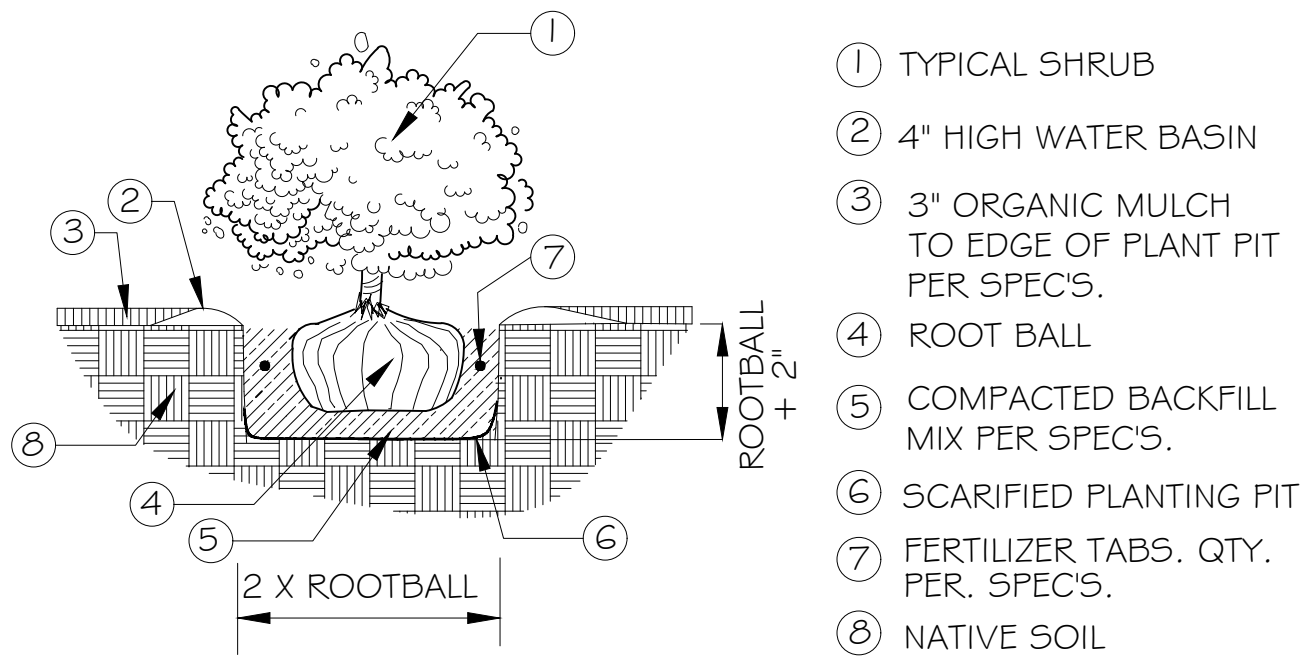 1
2
3
7
8
4
5
6
2 X ROOTBALL
ROOTBALL
+ 2"
1 TYPICAL SHRUB
2 4" HIGH WATER BASIN
3 3" ORGANIC MULCH
TO EDGE OF PLANT PIT
PER SPEC'S.
4 ROOT BALL
5 COMPACTED BACKFILL
MIX PER SPEC'S.
6 SCARIFIED PLANTING PIT
7 FERTILIZER TABS. QTY.
PER. SPEC'S.
8 NATIVE SOIL